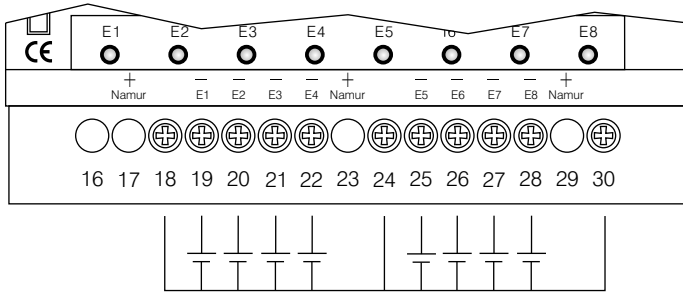 E1 E2 E3 E4 E5 E7 E8
CE
+ − − − − + − − − − +
Namur E1 E2 E3 E4 Namur E5 E6 E7 E8 Namur
16 17 18 19 20 21 22 23 24 25 26 27 28 29 30